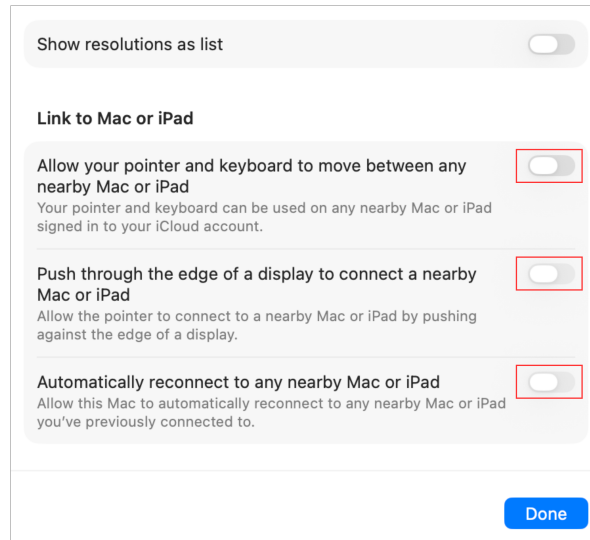 Show resolutions as list
Link to Mac or iPad
Allow your pointer and keyboard to move between any
nearby Mac or iPad
Your pointer and keyboard can be used on any nearby Mac or iPad
signed in to your iCloud account.
Push through the edge of a display to connect a nearby
Mac or iPad
Allow the pointer to connect to a nearby Mac or iPad by pushing
against the edge of a display.
Automatically reconnect to any nearby Mac or iPad
Allow this Mac to automatically reconnect to any nearby Mac or iPad
you’ve previously connected to.
Done